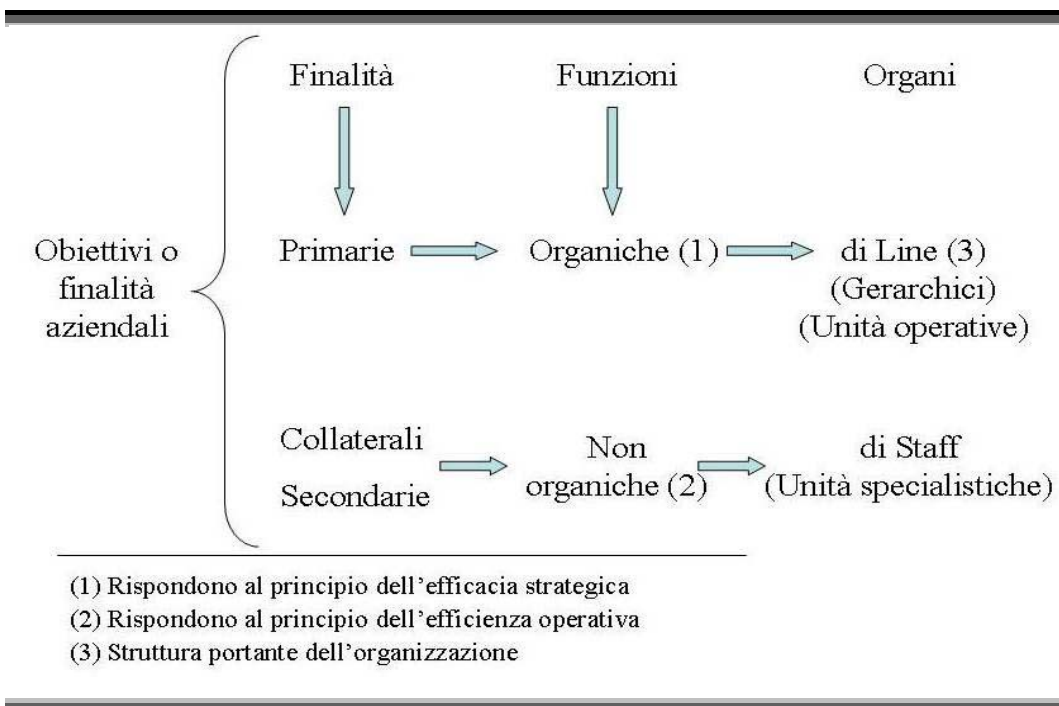 Finalità
Funzioni
Organi
Obiettivi o
finalità
aziendali
Primarie
Organiche (1)
di Line (3)
(Gerarchici)
(Unità operative)
Collaterali
Secondarie
Non
organiche (2)
di Staff
(Unità specialistiche)
(1) Rispondono al principio dell'efficacia strategica
(2) Rispondono al principio dell'efficienza operativa
(3) Struttura portante dell'organizzazione